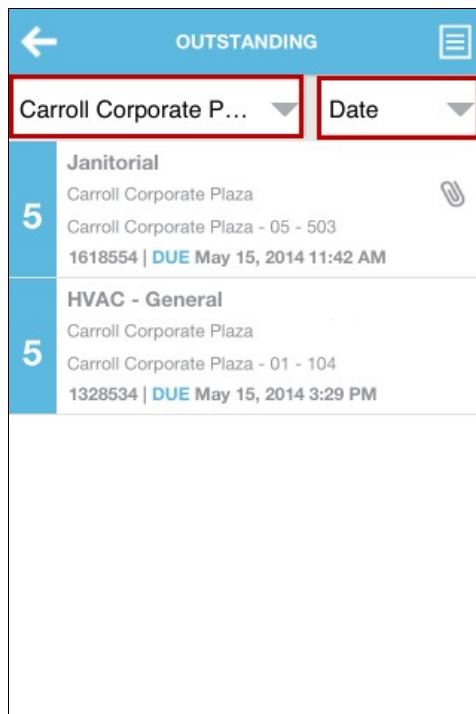 OUTSTANDING
Carroll Corporate P... Date
Janitorial
5
Carroll Corporate Plaza
Carroll Corporate Plaza - 05 - 503
1618554 | DUE May 15, 2014 11:42 AM
HVAC - General
5
Carroll Corporate Plaza
Carroll Corporate Plaza - 01 - 104
1328534 | DUE May 15, 2014 3:29 PM